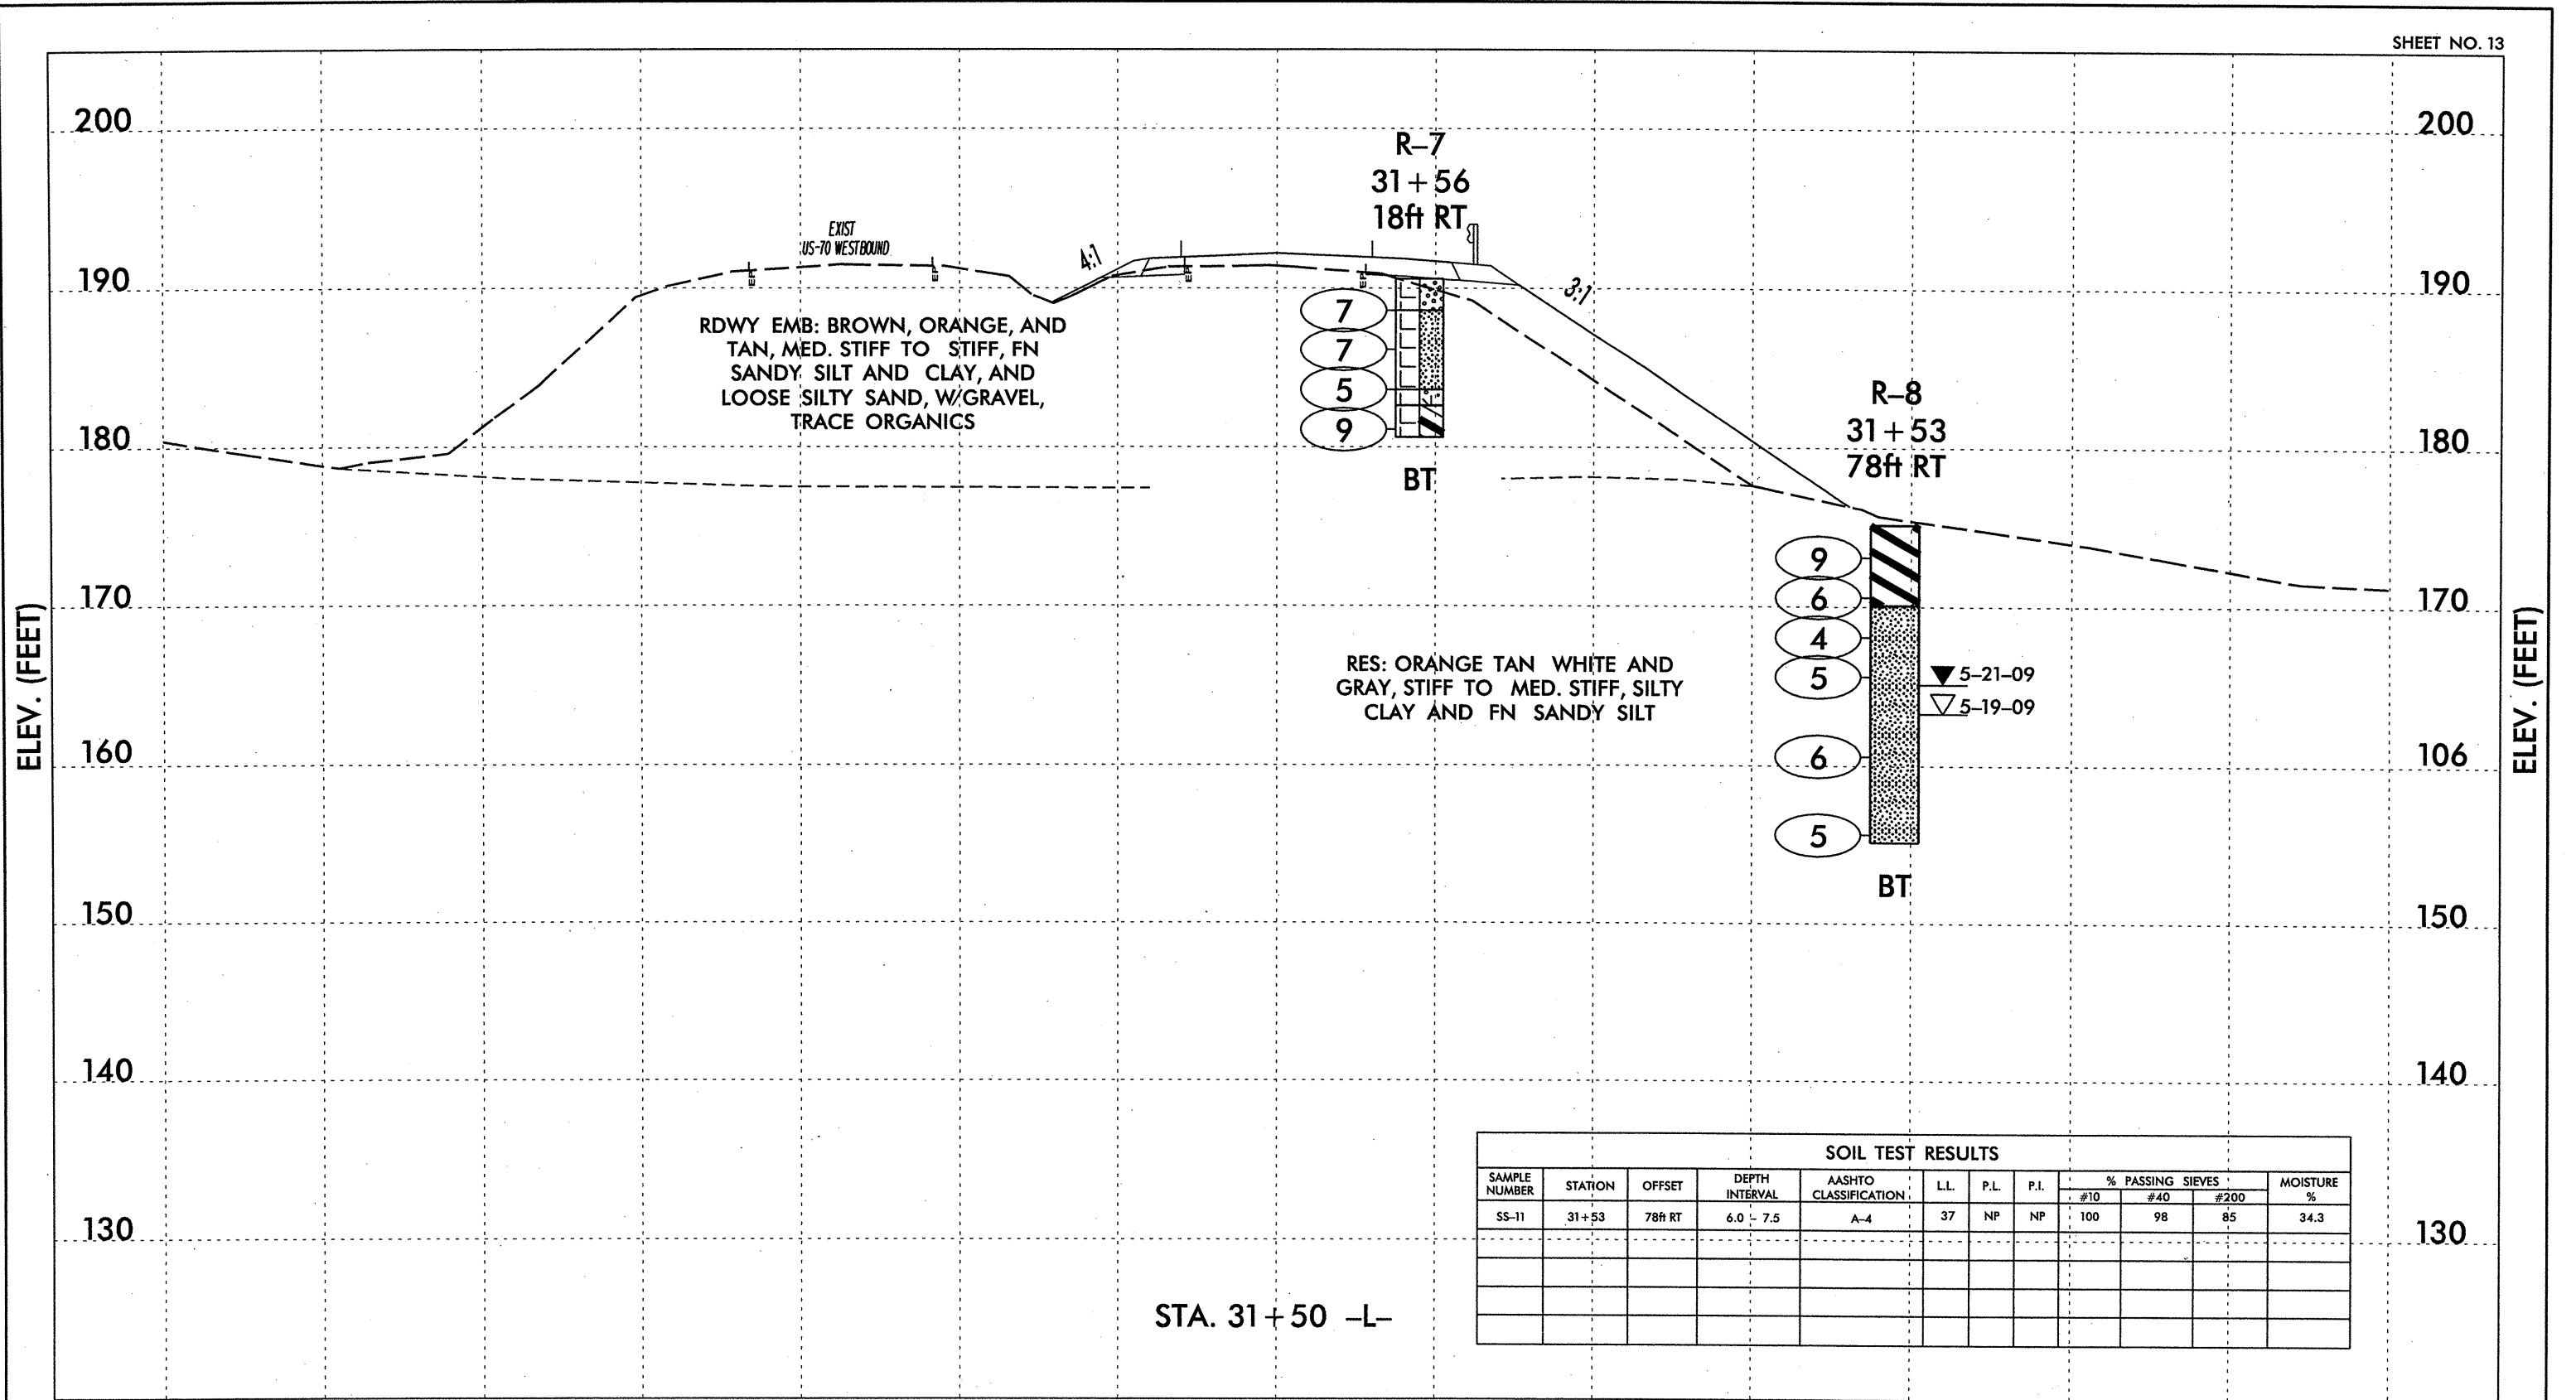 SHEET NO. 13
200
200
R–7
31+56
18ft RT
EXIST
US-70 WESTBOUND
4:1
EP
EP
EP
EP
190
190
3:1
RDWY EMB: BROWN, ORANGE, AND
TAN, MED. STIFF TO STIFF, FN
SANDY SILT AND CLAY, AND
LOOSE SILTY SAND, W/GRAVEL,
TRACE ORGANICS
7
7
5
9
BT
R–8
31+53
78ft RT
180
180
9
6
4
5
6
5
BT
5–21–09
5–19–09
170
170
RES: ORANGE TAN WHITE AND
GRAY, STIFF TO MED. STIFF, SILTY
CLAY AND FN SANDY SILT
ELEV. (FEET)
ELEV. (FEET)
160
106
150
150
140
140
130
130
SOIL TEST RESULTS
SAMPLE NUMBER STATION OFFSET DEPTH INTERVAL AASHTO CLASSIFICATION L.L. P.L. P.I. % PASSING SIEVES MOISTURE %
#10 #40 #200
SS–11 31+53 78ft RT 6.0 – 7.5 A–4 37 NP NP 100 98 85 34.3
STA. 31+50 –L–